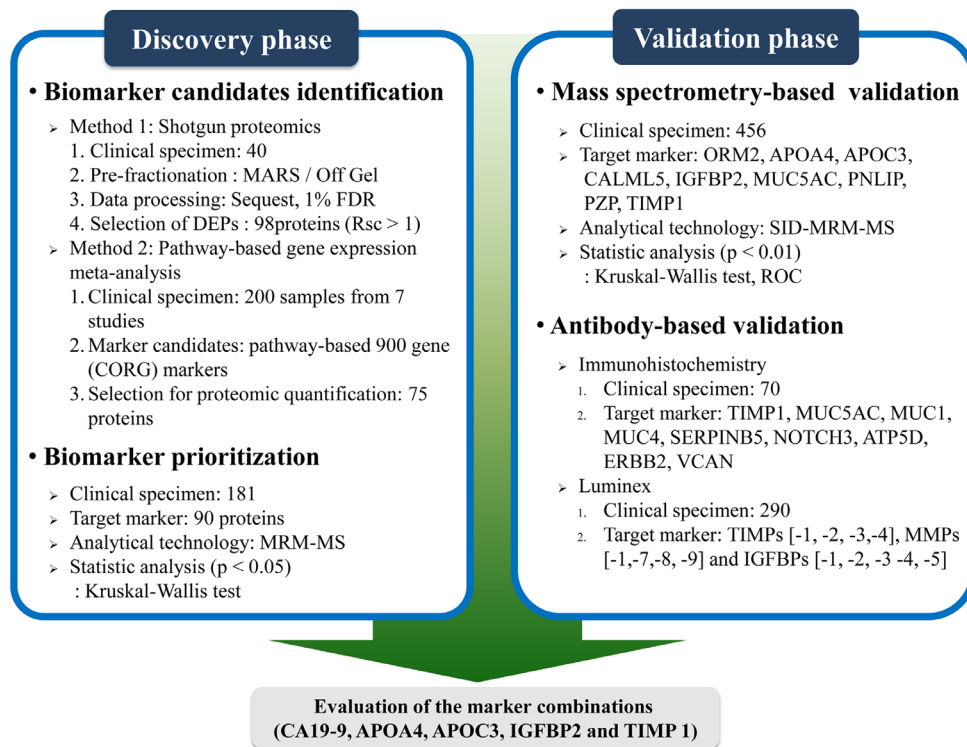 Discovery phase
• Biomarker candidates identification
➢ Method 1: Shotgun proteomics
1. Clinical specimen: 40
2. Pre-fractionation : MARS / Off Gel
3. Data processing: Sequest, 1% FDR
4. Selection of DEPs : 98proteins (Rsc > 1)
➢ Method 2: Pathway-based gene expression
meta-analysis
1. Clinical specimen: 200 samples from 7
studies
2. Marker candidates: pathway-based 900 gene
(CORG) markers
3. Selection for proteomic quantification: 75
proteins
• Biomarker prioritization
➢ Clinical specimen: 181
➢ Target marker: 90 proteins
➢ Analytical technology: MRM-MS
➢ Statistic analysis (p < 0.05)
: Kruskal-Wallis test
Validation phase
• Mass spectrometry-based validation
➢ Clinical specimen: 456
➢ Target marker: ORM2, APOA4, APOC3,
CALML5, IGFBP2, MUC5AC, PNLIP,
PZP, TIMP1
➢ Analytical technology: SID-MRM-MS
➢ Statistic analysis (p < 0.01)
: Kruskal-Wallis test, ROC
• Antibody-based validation
➢ Immunohistochemistry
1. Clinical specimen: 70
2. Target marker: TIMP1, MUC5AC, MUC1,
MUC4, SERPINB5, NOTCH3, ATP5D,
ERBB2, VCAN
➢ Luminex
1. Clinical specimen: 290
2. Target marker: TIMPs [-1, -2, -3,-4], MMPs
[-1,-7,-8, -9] and IGFBPs [-1, -2, -3 -4, -5]
Evaluation of the marker combinations
(CA19-9, APOA4, APOC3, IGFBP2 and TIMP 1)